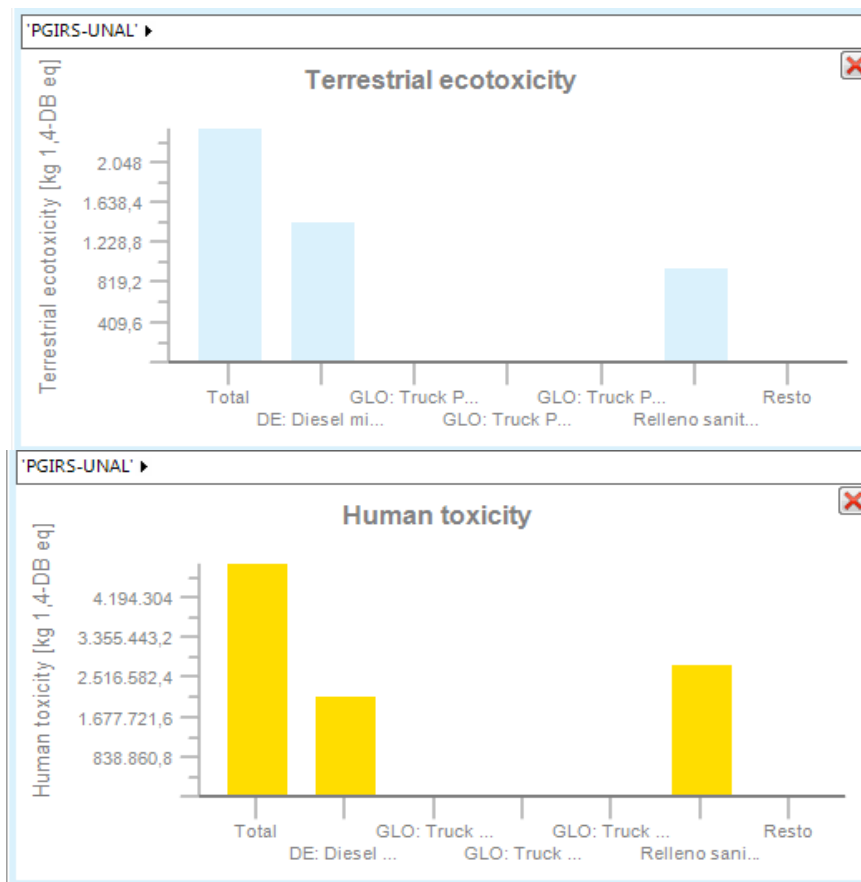 'PGIRS-UNAL'
Terrestrial ecotoxicity
Terrestrial ecotoxicity [kg 1,4-DB eq]
2.048
1.638,4
1.228,8
819,2
409,6
Total
DE: Diesel mi...
GLO: Truck P...
GLO: Truck P...
GLO: Truck P...
Relleno sanit...
Resto
'PGIRS-UNAL'
Human toxicity
Human toxicity [kg 1,4-DB eq]
4.194.304
3.355.443,2
2.516.582,4
1.677.721,6
838.860,8
Total
DE: Diesel ...
GLO: Truck ...
GLO: Truck ...
GLO: Truck ...
Relleno sani...
Resto